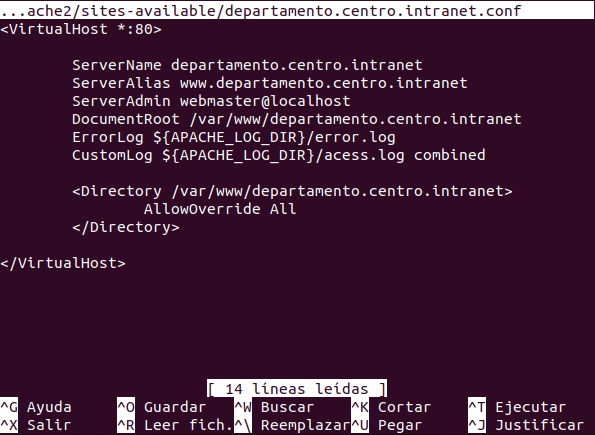 ...ache2/sites-available/departamento.centro.intranet.conf
<VirtualHost *:80>
ServerName departamento.centro.intranet
ServerAlias www.departamento.centro.intranet
ServerAdmin webmaster@localhost
DocumentRoot /var/www/departamento.centro.intranet
ErrorLog ${APACHE_LOG_DIR}/error.log
CustomLog ${APACHE_LOG_DIR}/acess.log combined
<Directory /var/www/departamento.centro.intranet>
AllowOverride All
</Directory>
</VirtualHost>
[ 14 líneas leídas ]
^G Ayuda ^O Guardar ^W Buscar ^K Cortar ^T Ejecutar
^X Salir ^R Leer fich. ^\ Reemplazar ^U Pegar ^J Justificar